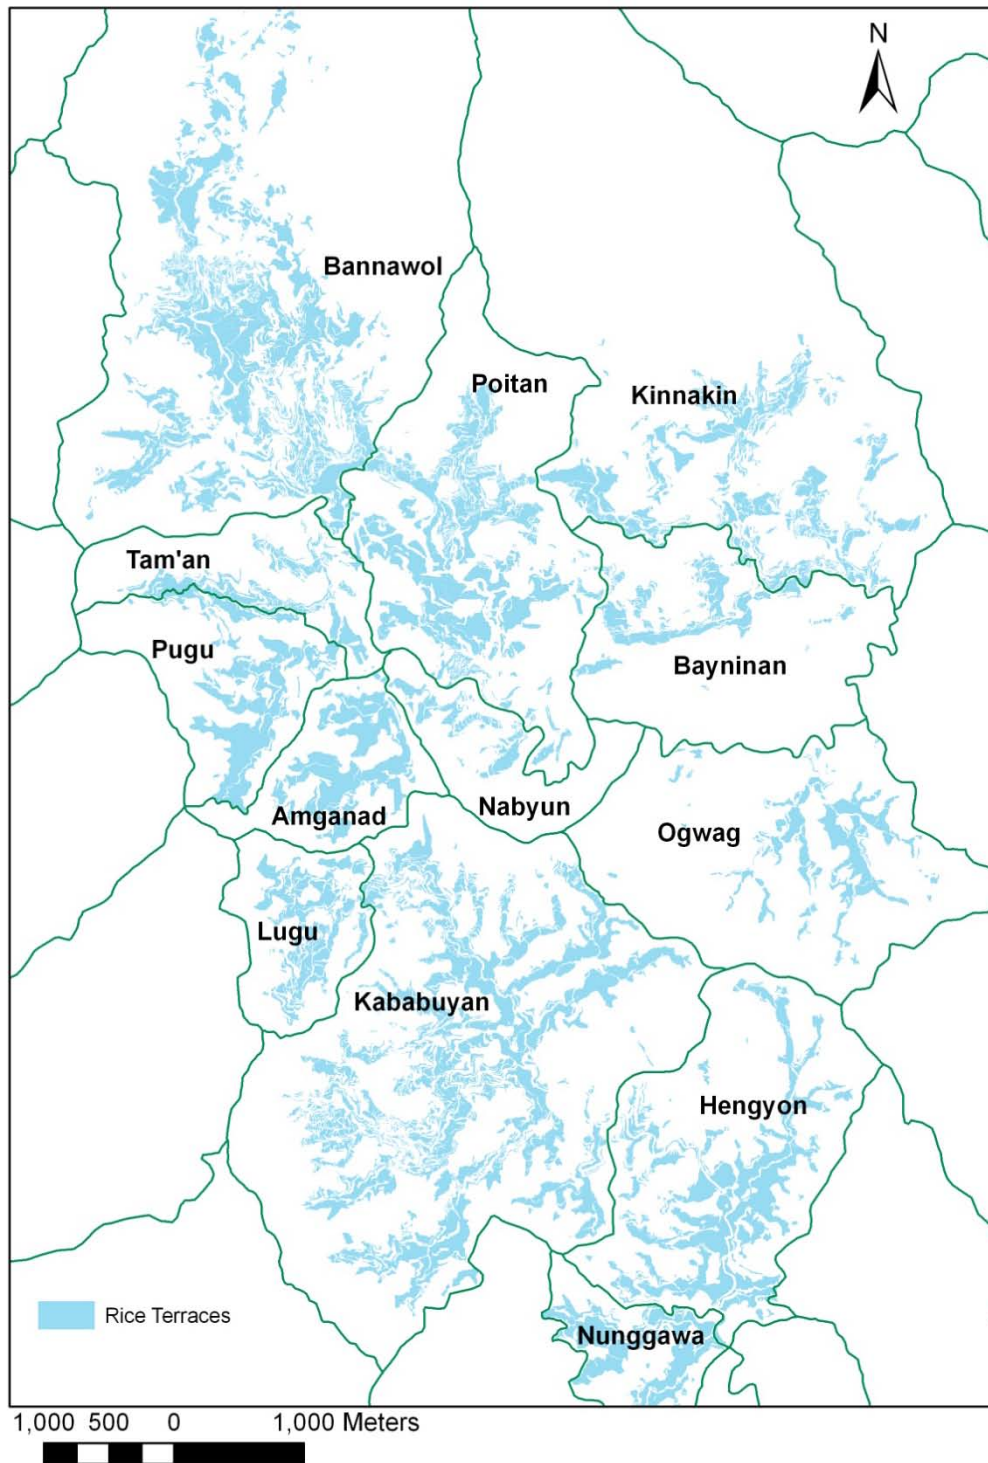 N
Bannawol
Poitan
Kinnakin
Tam'an
Pugu
Bayninan
Amganad
Nabyun
Ogwag
Lugu
Kababuyan
Hengyon
Rice Terraces
Nunggawa
1,000 500 0 1,000 Meters